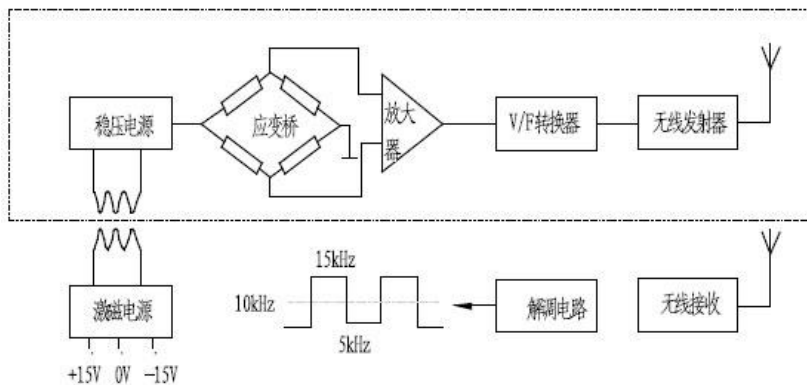 稳压电源
应变桥
放大
器
V/F转换器
无线发射器
15kHz
10kHz
5kHz
激磁电源
解调电路
无线接收
+15V 0V -15V